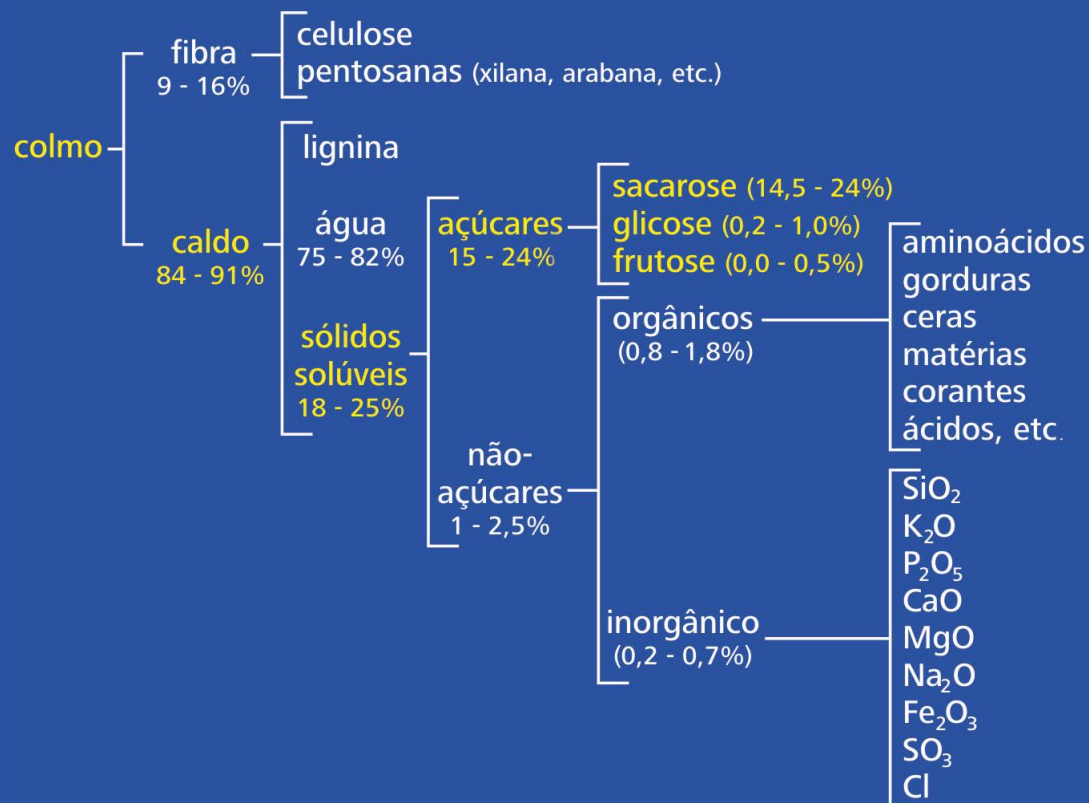 colmo
fibra
9 - 16%
celulose
pentosanas (xilana, arabana, etc.)
caldo
84 - 91%
lignina
água
75 - 82%
sólidos
solúveis
18 - 25%
açúcares
15 - 24%
sacarose (14,5 - 24%)
glicose (0,2 - 1,0%)
frutose (0,0 - 0,5%)
não-
açúcares
1 - 2,5%
orgânicos
(0,8 - 1,8%)
aminoácidos
gorduras
ceras
matérias
corantes
ácidos, etc.
inorgânico
(0,2 - 0,7%)
SiO₂
K₂O
P₂O₅
CaO
MgO
Na₂O
Fe₂O₃
SO₃
Cl